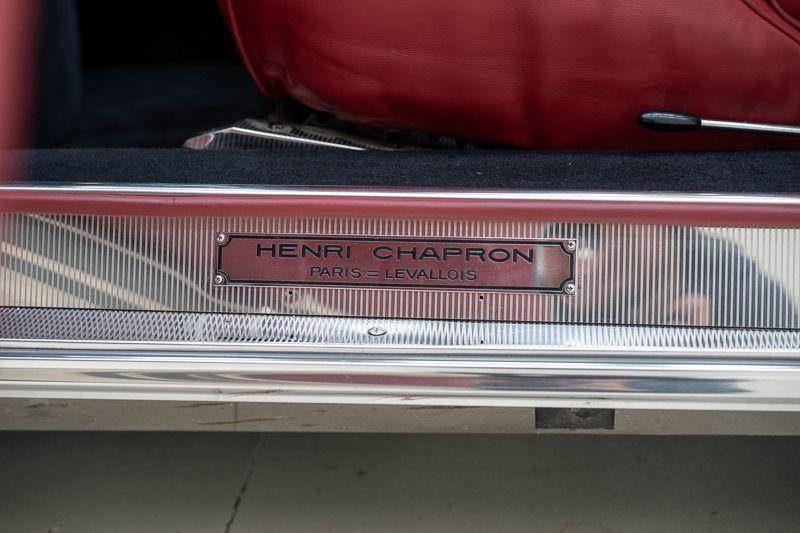 HENRI CHAPRON
PARIS = LEVALLOIS